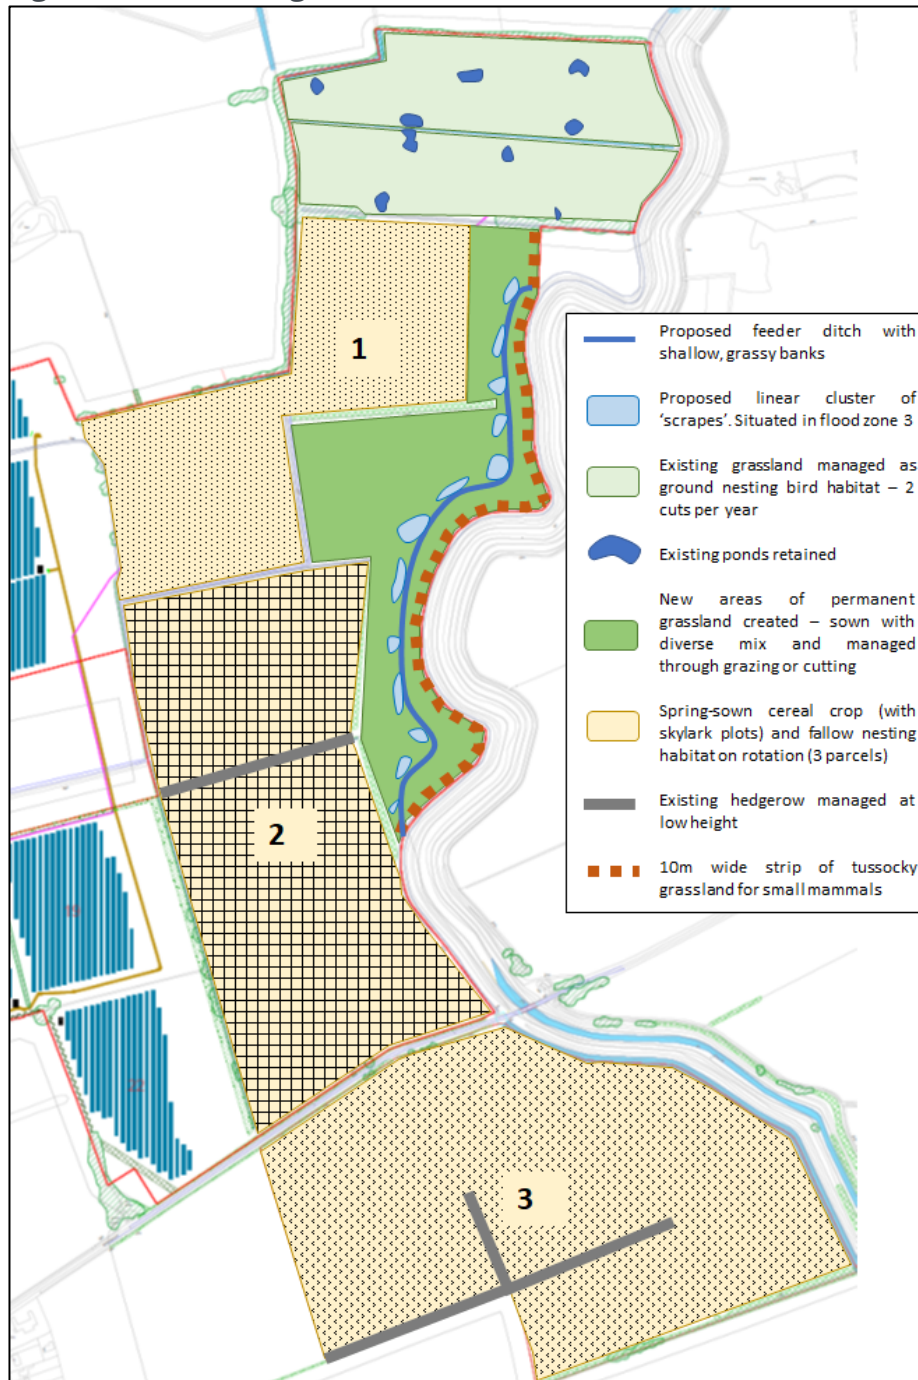 1
2
3
19
22
Proposed feeder ditch with
shallow, grassy banks
Proposed linear cluster of
‘scrapes’. Situated in flood zone 3
Existing grassland managed as
ground nesting bird habitat – 2
cuts per year
Existing ponds retained
New areas of permanent
grassland created – sown with
diverse mix and managed
through grazing or cutting
Spring-sown cereal crop (with
skylark plots) and fallow nesting
habitat on rotation (3 parcels)
Existing hedgerow managed at
low height
10m wide strip of tussocky
grassland for small mammals